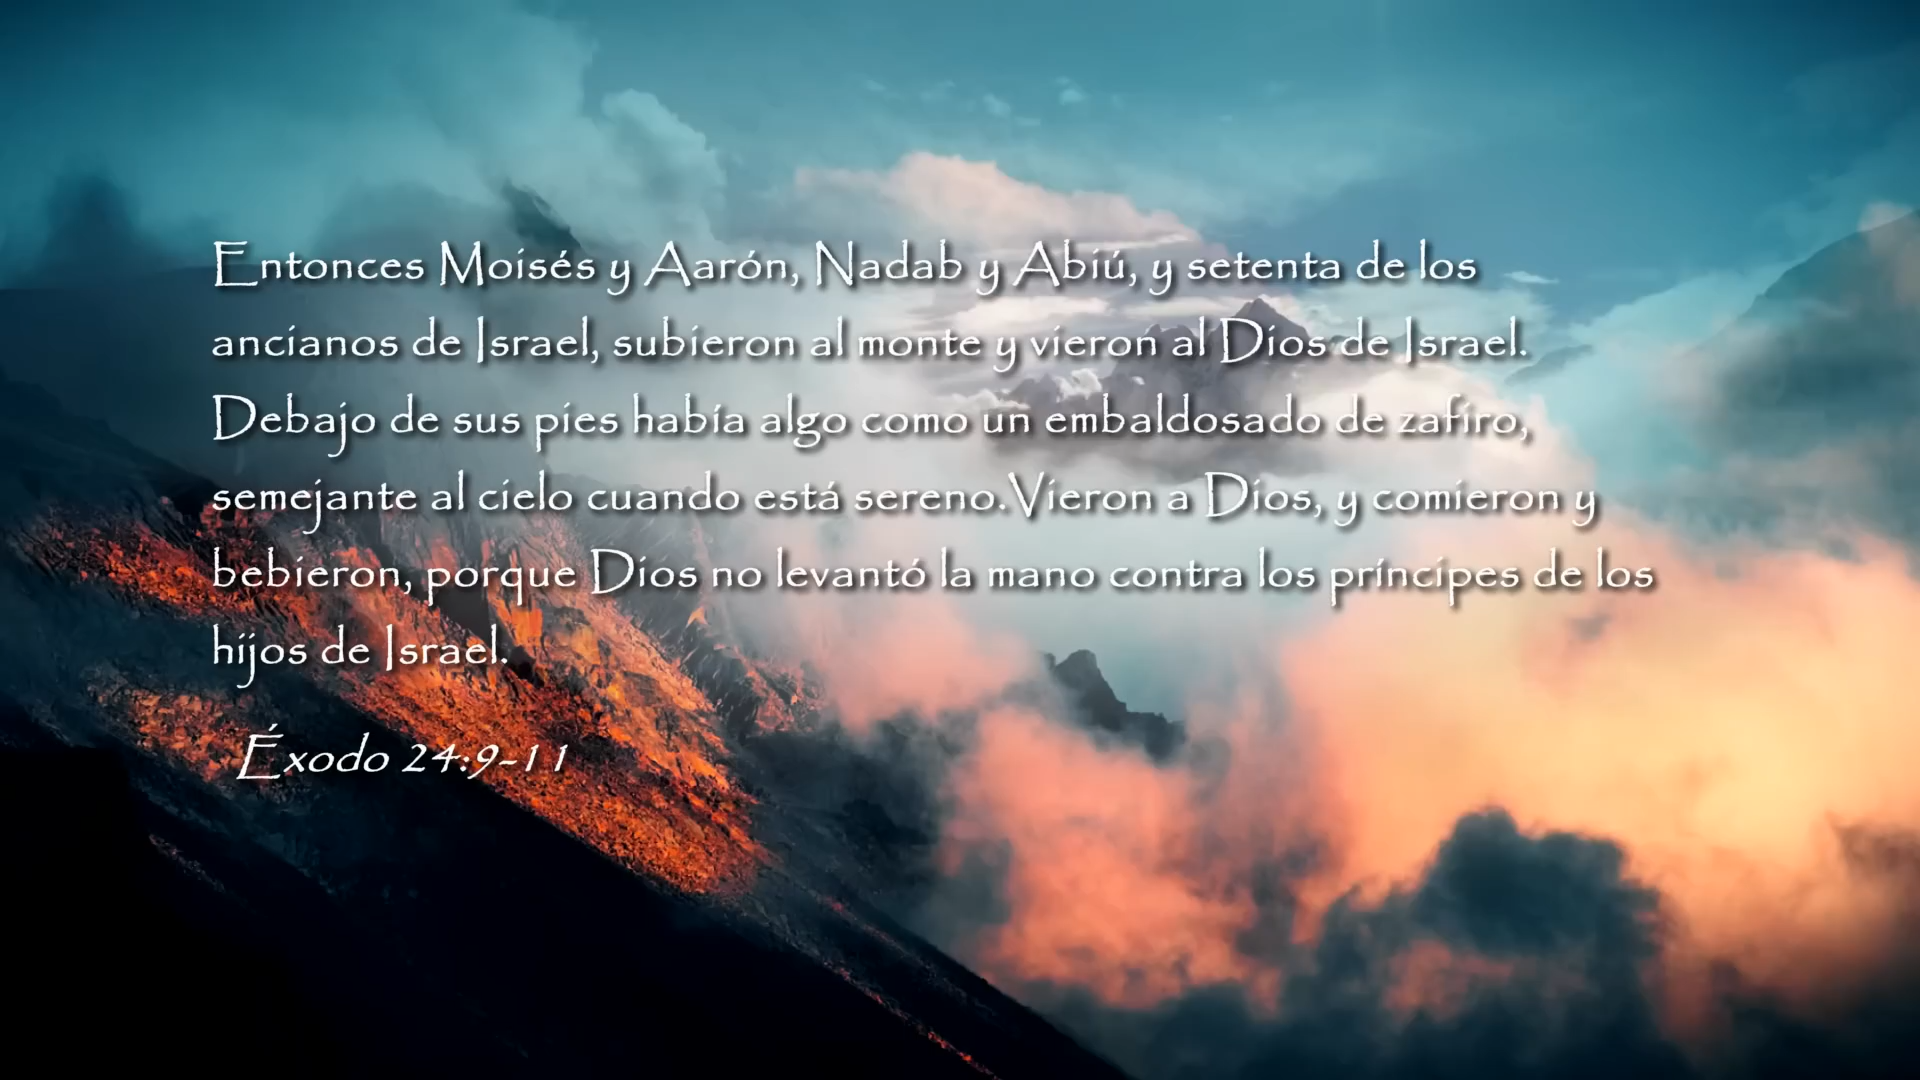 Entonces Moisés y Aarón, Nadab y Abiú, y setenta de los
ancianos de Israel, subieron al monte y vieron al Dios de Israel.
Debajo de sus pies había algo como un embaldosado de zafiro,
semejante al cielo cuando está sereno.Vieron a Dios, y comieron y
bebieron, porque Dios no levantó la mano contra los príncipes de los
hijos de Israel.
Éxodo 24:9-11